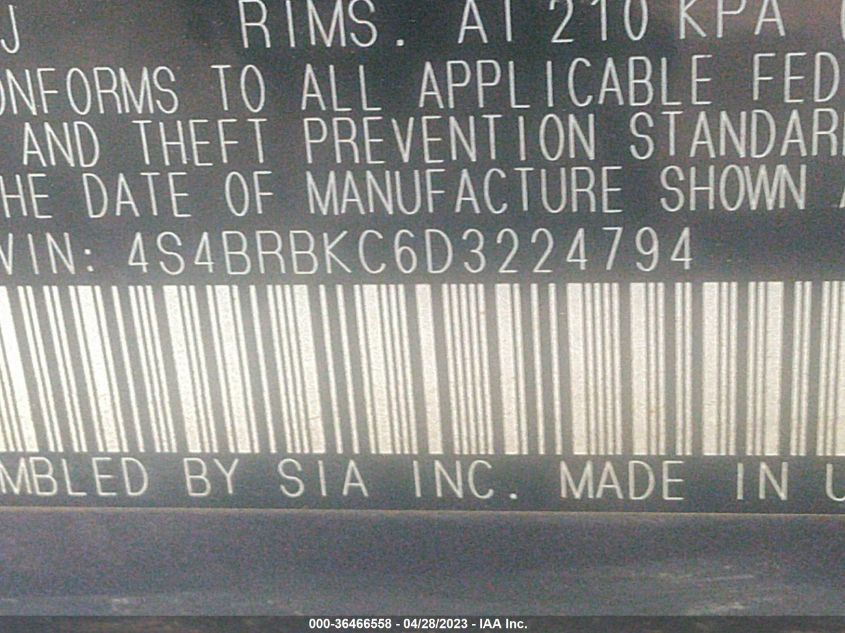 J RIMS. AT 210 KPA (
ONFORMS TO ALL APPLICABLE FED
AND THEFT PREVENTION STANDAR
HE DATE OF MANUFACTURE SHOWN A
VIN: 4S4BRBKC6D3224794
MBLED BY SIA INC. MADE IN U
000-36466558 - 04/28/2023 - IAA Inc.